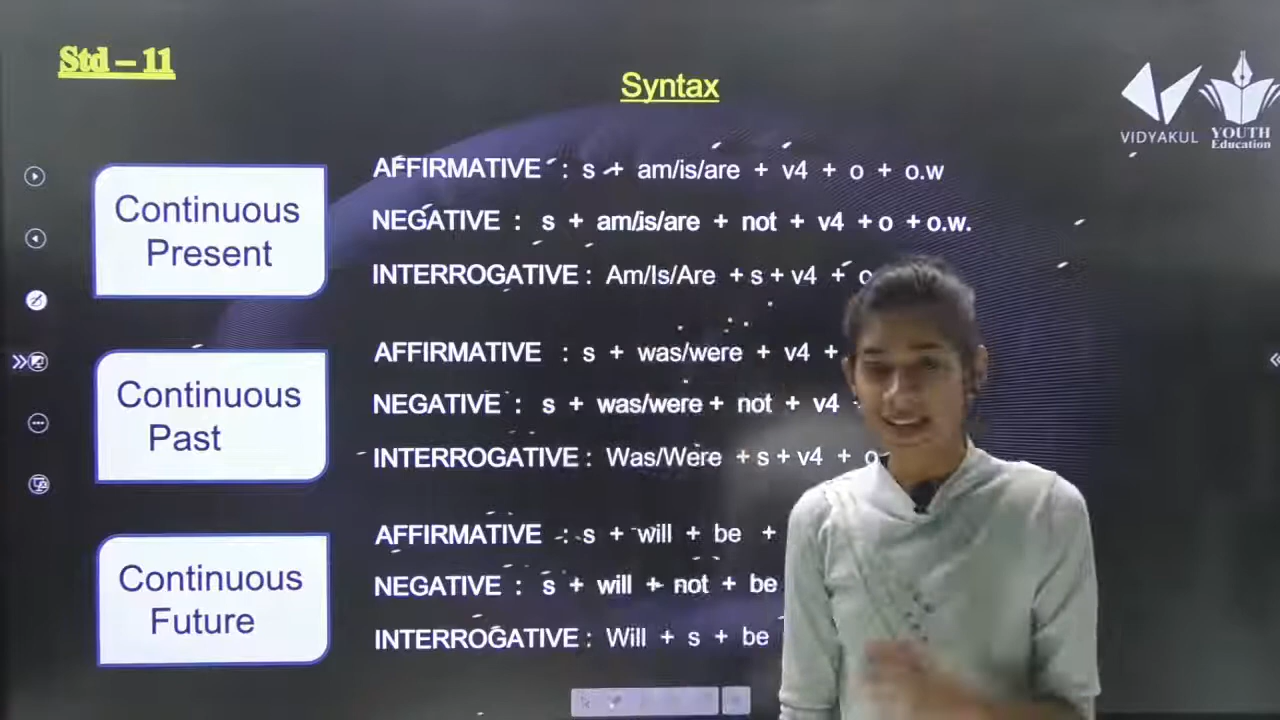 Std – 11
Syntax
VIDYAKUL
YOUTH
Education
Continuous
Present
AFFIRMATIVE : s + am/is/are + v4 + o + o.w
NEGATIVE : s + am/is/are + not + v4 + o + o.w.
INTERROGATIVE : Am/Is/Are + s + v4 + o
Continuous
Past
AFFIRMATIVE : s + was/were + v4 +
NEGATIVE : s + was/were + not + v4
INTERROGATIVE : Was/Were + s + v4 + o
Continuous
Future
AFFIRMATIVE : s + will + be +
NEGATIVE : s + will + not + be
INTERROGATIVE : Will + s + be